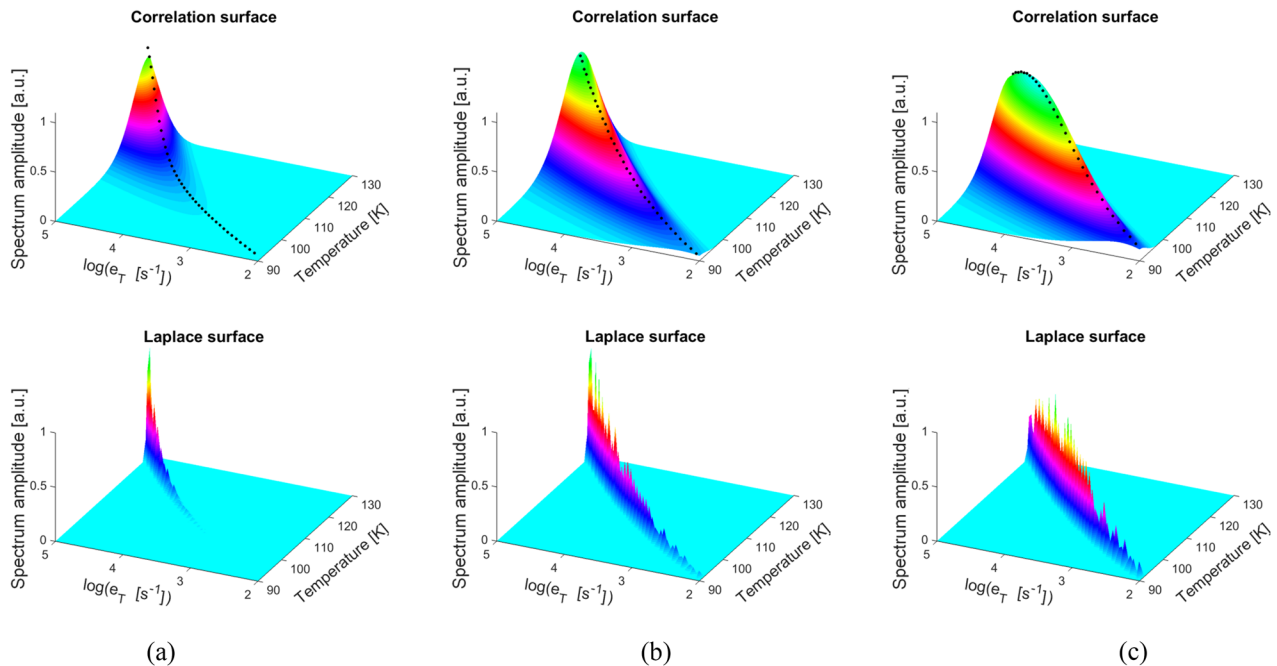 Correlation surface
Spectrum amplitude [a.u.]
1
0.5
0
5
4
3
2
log(e_T [s^-1])
90
100
110
120
130
Temperature [K]
Correlation surface
Spectrum amplitude [a.u.]
1
0.5
0
5
4
3
2
log(e_T [s^-1])
90
100
110
120
130
Temperature [K]
Correlation surface
Spectrum amplitude [a.u.]
1
0.5
0
5
4
3
2
log(e_T [s^-1])
90
100
110
120
130
Temperature [K]
Laplace surface
Spectrum amplitude [a.u.]
1
0.5
0
5
4
3
2
log(e_T [s^-1])
90
100
110
120
130
Temperature [K]
Laplace surface
Spectrum amplitude [a.u.]
1
0.5
0
5
4
3
2
log(e_T [s^-1])
90
100
110
120
130
Temperature [K]
Laplace surface
Spectrum amplitude [a.u.]
1
0.5
0
5
4
3
2
log(e_T [s^-1])
90
100
110
120
130
Temperature [K]
(a)
(b)
(c)